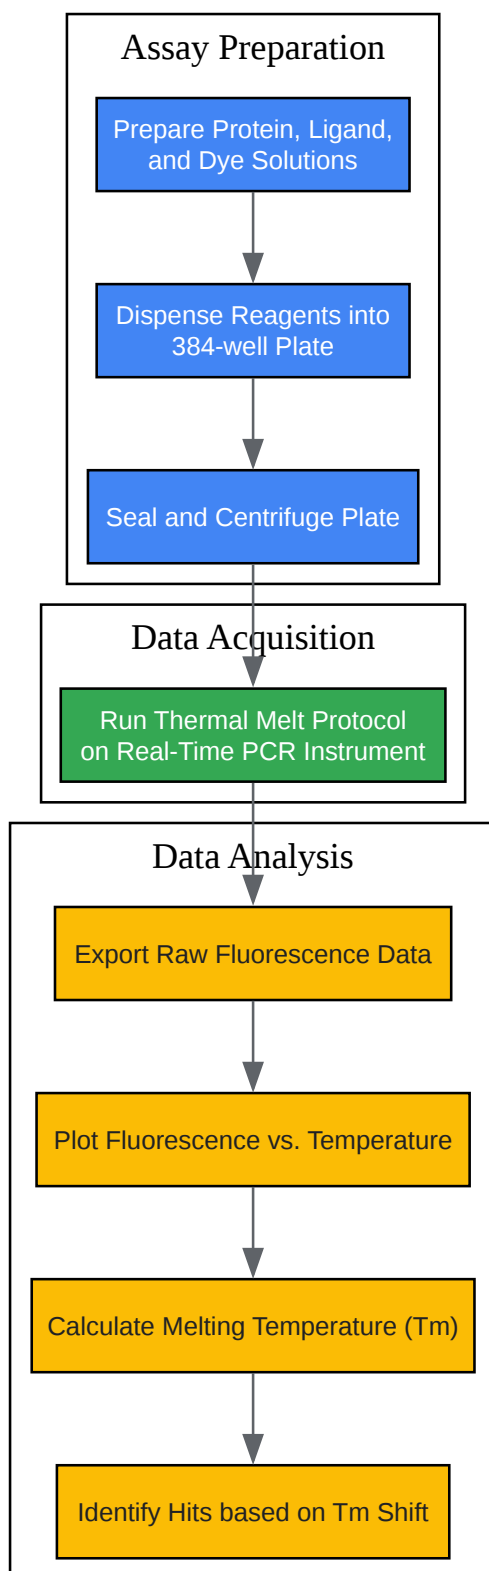 Assay Preparation
Prepare Protein, Ligand,
and Dye Solutions
Dispense Reagents into
384-well Plate
Seal and Centrifuge Plate
Data Acquisition
Run Thermal Melt Protocol
on Real-Time PCR Instrument
Data Analysis
Export Raw Fluorescence Data
Plot Fluorescence vs. Temperature
Calculate Melting Temperature (Tm)
Identify Hits based on Tm Shift